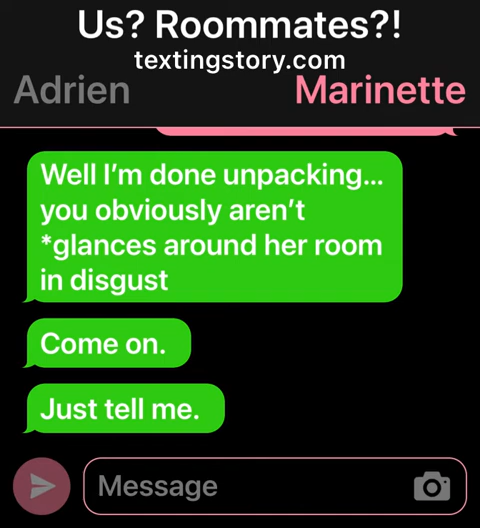 Us? Roommates?!
textingstory.com
Adrien Marinette
Well I’m done unpacking...
you obviously aren’t
*glances around her room
in disgust
Come on.
Just tell me.
Message